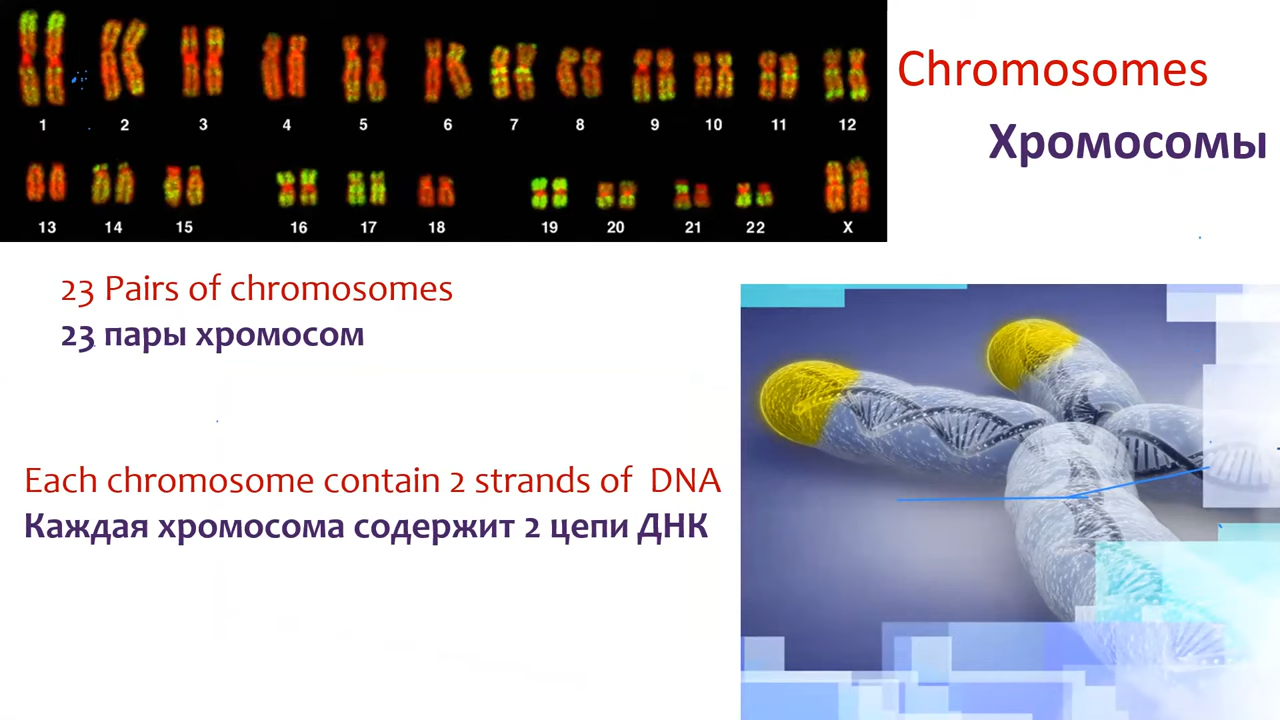 1 2 3 4 5 6 7 8 9 10 11 12
13 14 15 16 17 18 19 20 21 22 X
Chromosomes
Хромосомы
23 Pairs of chromosomes
23 пары хромосом
Each chromosome contain 2 strands of DNA
Каждая хромосома содержит 2 цепи ДНК